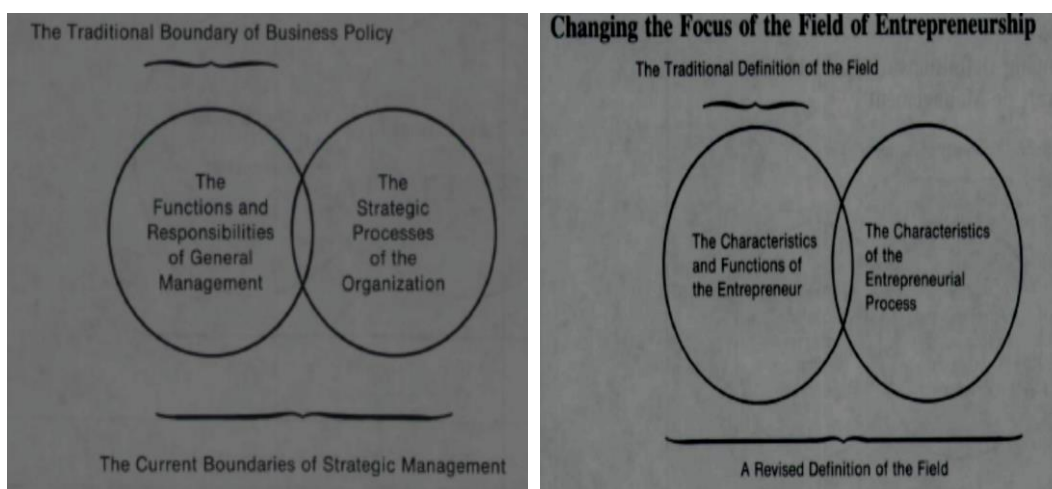 The Traditional Boundary of Business Policy
The
Functions and
Responsibilities
of General
Management
The
Strategic
Processes
of the
Organization
The Current Boundaries of Strategic Management
Changing the Focus of the Field of Entrepreneurship
The Traditional Definition of the Field
The Characteristics
and Functions of
the Entrepreneur
The Characteristics
of the
Entrepreneurial
Process
A Revised Definition of the Field